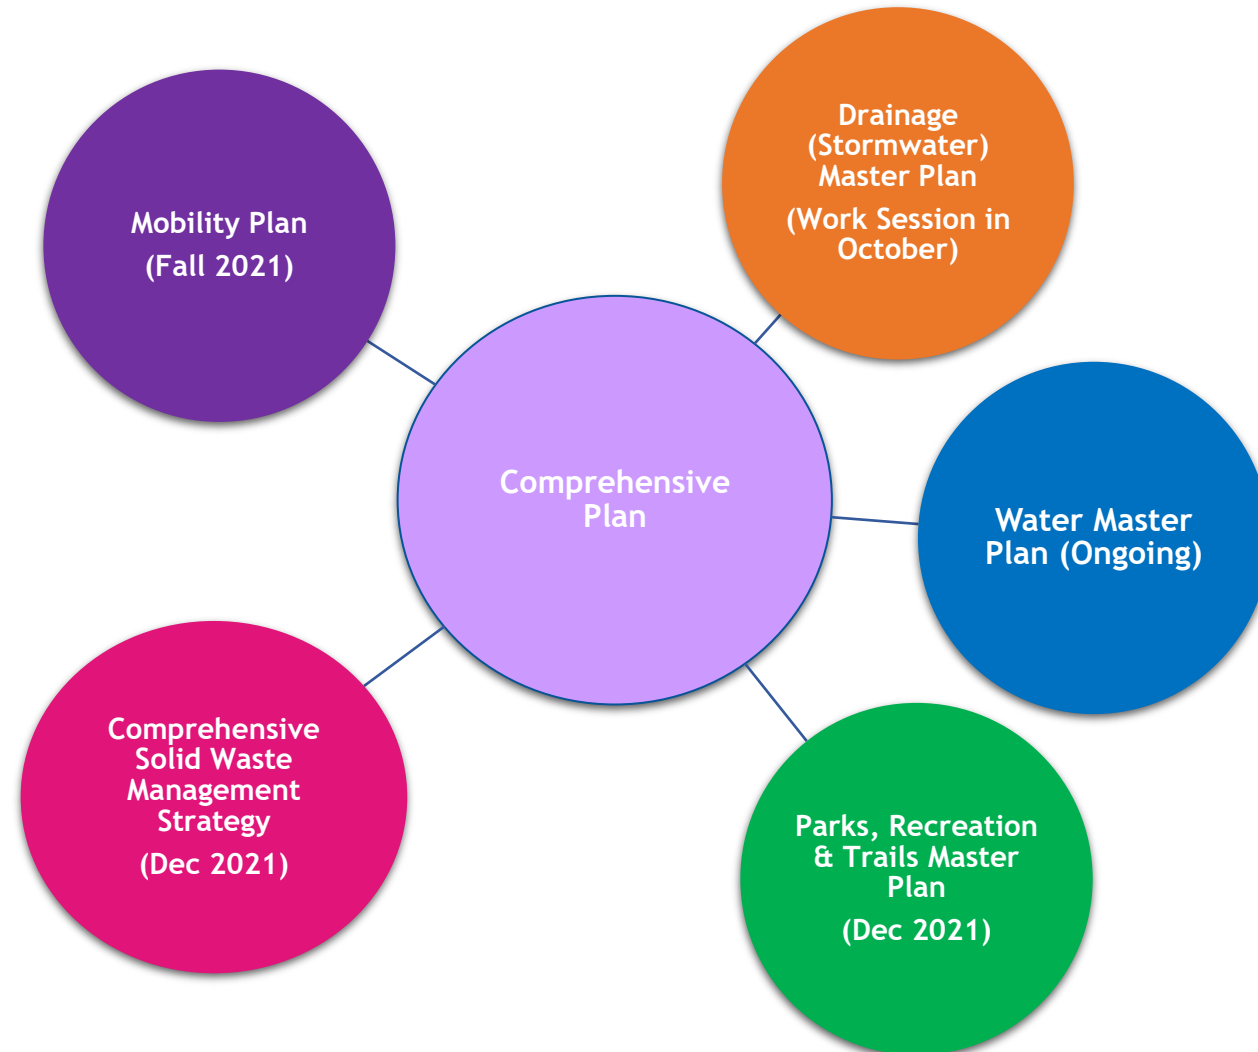 Drainage
(Stormwater)
Master Plan
(Work Session in
October)
Mobility Plan
(Fall 2021)
Comprehensive
Plan
Water Master
Plan (Ongoing)
Comprehensive
Solid Waste
Management
Strategy
(Dec 2021)
Parks, Recreation
& Trails Master
Plan
(Dec 2021)